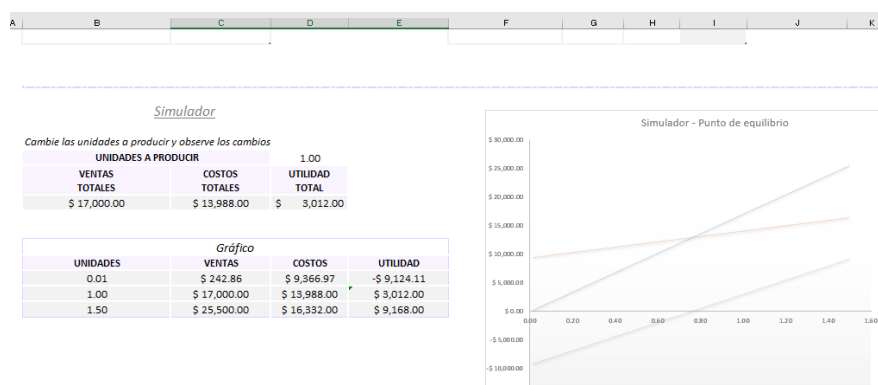 A B C D E F G H I J K
Simulador
Cambie las unidades a producir y observe los cambios
UNIDADES A PRODUCIR 1.00
VENTAS TOTALES COSTOS TOTALES UTILIDAD TOTAL
$ 17,000.00 $ 13,988.00 $ 3,012.00
Gráfico
UNIDADES VENTAS COSTOS UTILIDAD
0.01 $ 242.86 $ 9,366.97 -$ 9,124.11
1.00 $ 17,000.00 $ 13,988.00 $ 3,012.00
1.50 $ 25,500.00 $ 16,332.00 $ 9,168.00
Simulador - Punto de equilibrio
$ 30,000.00
$ 25,000.00
$ 20,000.00
$ 15,000.00
$ 10,000.00
$ 5,000.00
$ 0.00
0.00 0.20 0.40 0.60 0.80 1.00 1.20 1.40 1.60
-$ 5,000.00
-$ 10,000.00